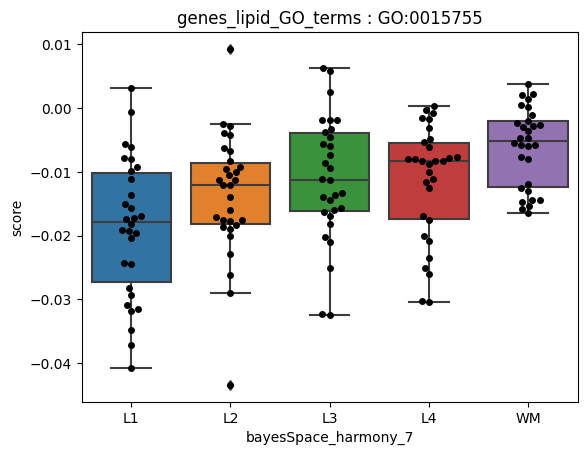 genes_lipid_GO_terms : GO:0015755
0.01
0.00
−0.01
−0.02
−0.03
−0.04
score
L1 L2 L3 L4 WM
bayesSpace_harmony_7